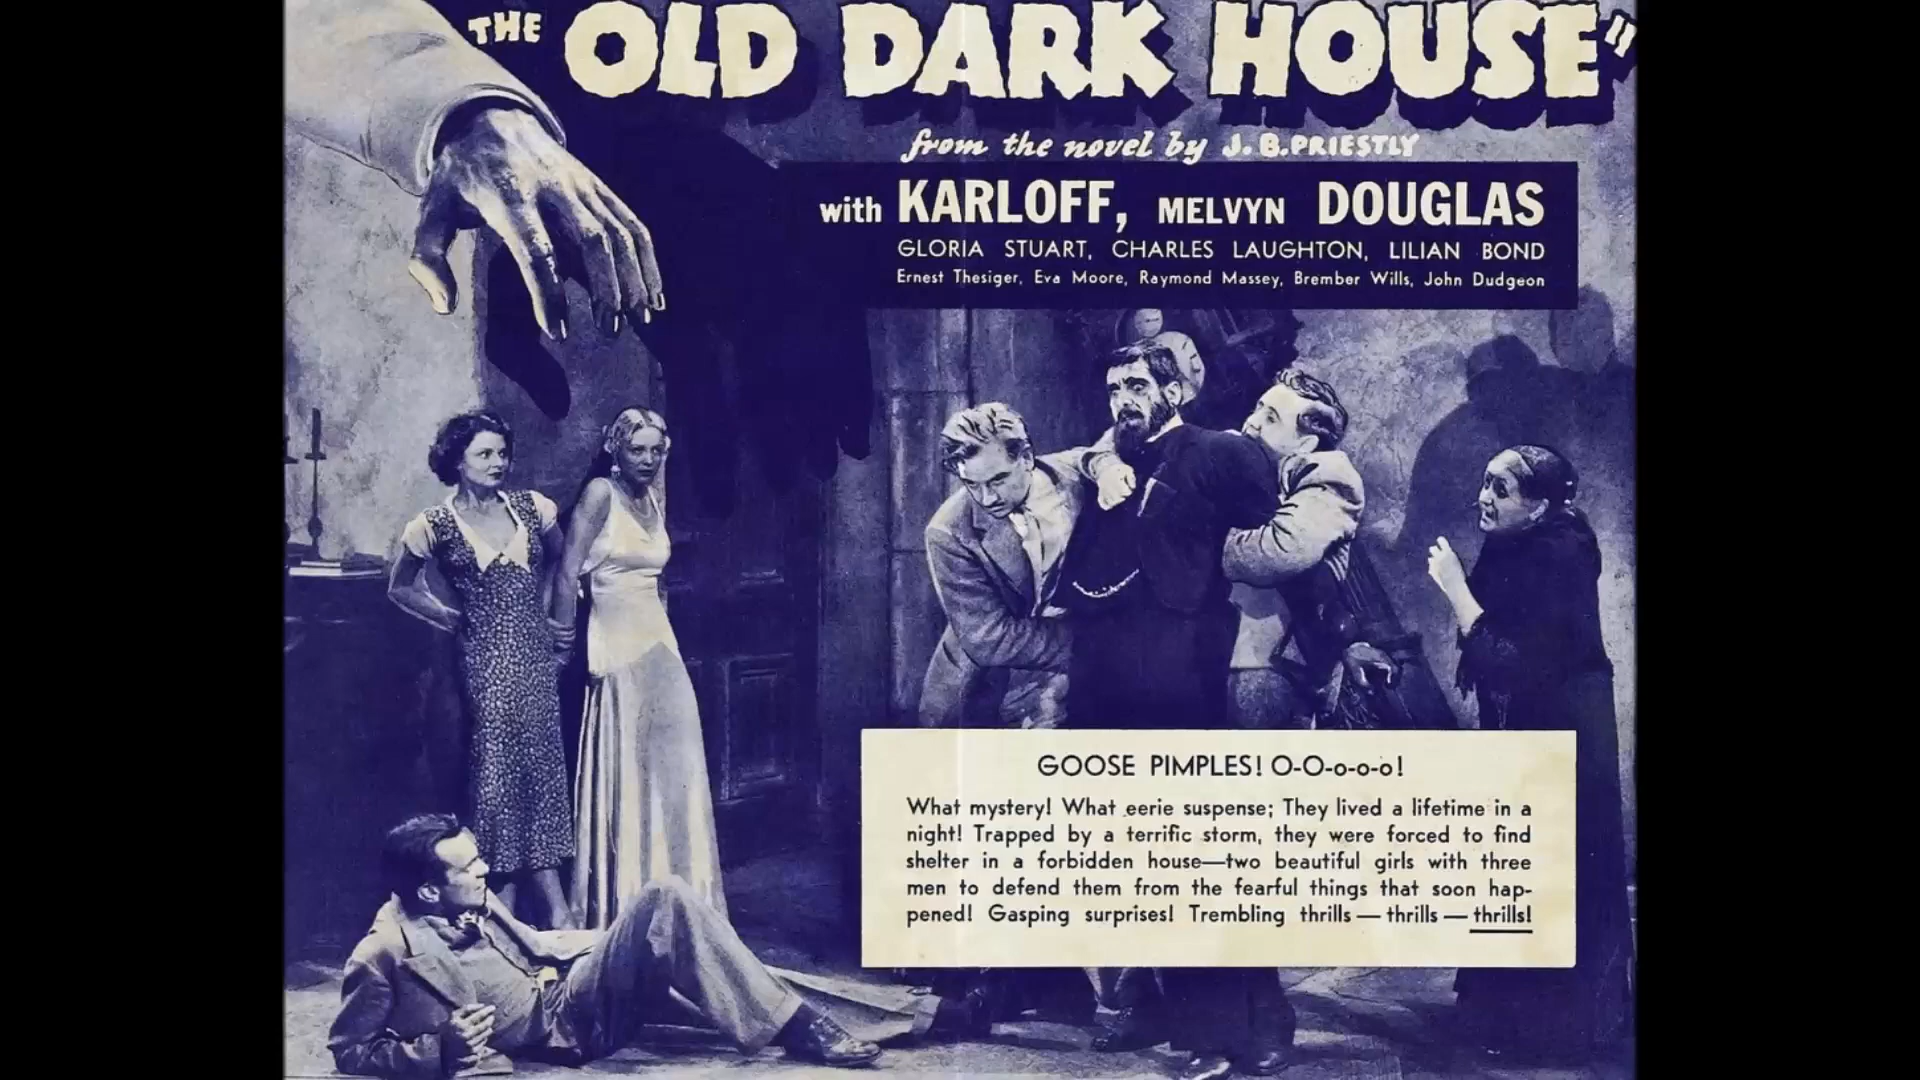 THE OLD DARK HOUSE"
from the novel by J. B. PRIESTLY
with KARLOFF, MELVYN DOUGLAS
GLORIA STUART, CHARLES LAUGHTON, LILIAN BOND
Ernest Thesiger, Eva Moore, Raymond Massey, Brember Wills, John Dudgeon
GOOSE PIMPLES! O-O-o-o-o!
What mystery! What eerie suspense; They lived a lifetime in a
night! Trapped by a terrific storm, they were forced to find
shelter in a forbidden house—two beautiful girls with three
men to defend them from the fearful things that soon hap-
pened! Gasping surprises! Trembling thrills — thrills — thrills!